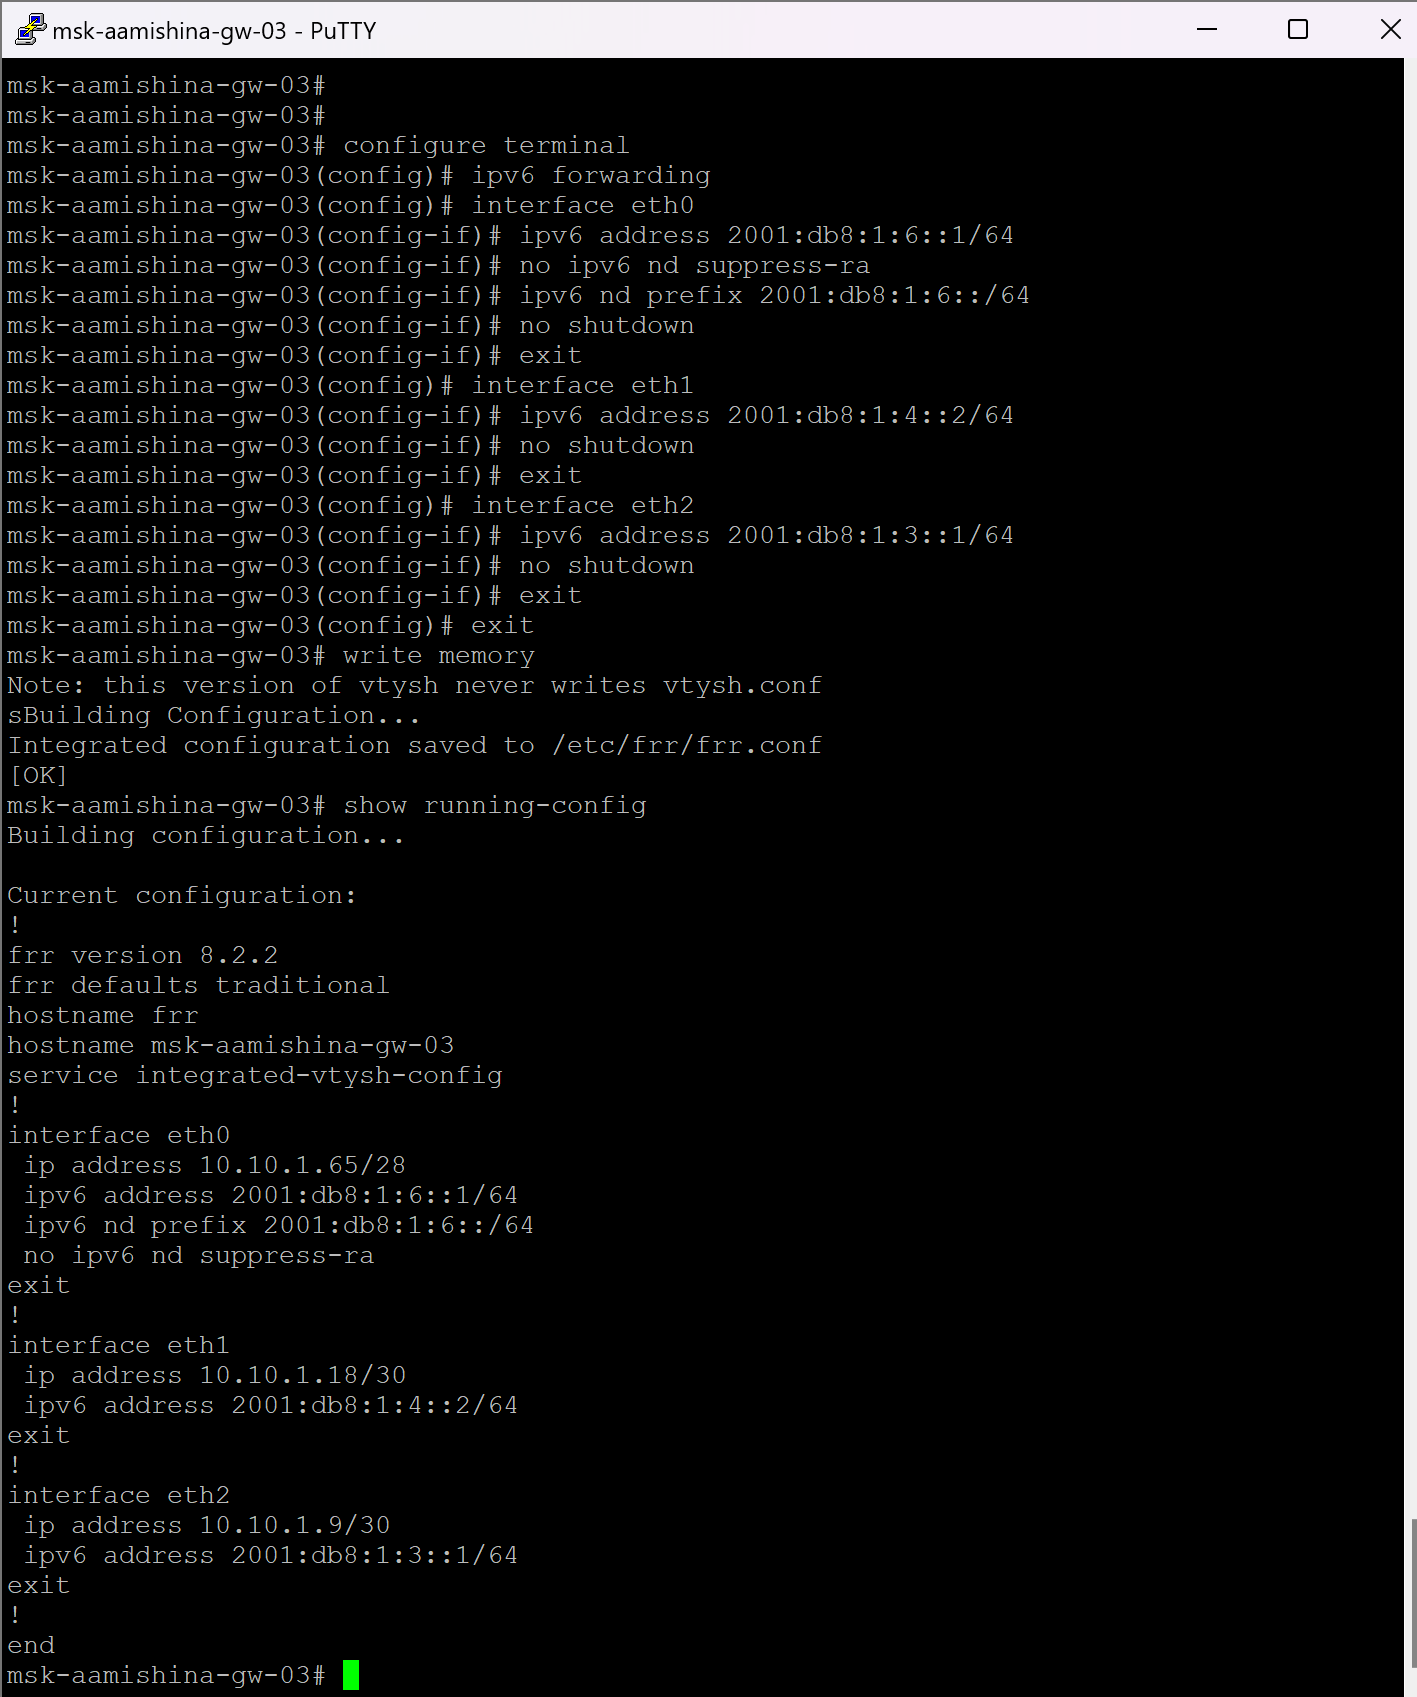 msk-aamishina-gw-03 - PuTTY
msk-aamishina-gw-03#
msk-aamishina-gw-03#
msk-aamishina-gw-03# configure terminal
msk-aamishina-gw-03(config)# ipv6 forwarding
msk-aamishina-gw-03(config)# interface eth0
msk-aamishina-gw-03(config-if)# ipv6 address 2001:db8:1:6::1/64
msk-aamishina-gw-03(config-if)# no ipv6 nd suppress-ra
msk-aamishina-gw-03(config-if)# ipv6 nd prefix 2001:db8:1:6::/64
msk-aamishina-gw-03(config-if)# no shutdown
msk-aamishina-gw-03(config-if)# exit
msk-aamishina-gw-03(config)# interface eth1
msk-aamishina-gw-03(config-if)# ipv6 address 2001:db8:1:4::2/64
msk-aamishina-gw-03(config-if)# no shutdown
msk-aamishina-gw-03(config-if)# exit
msk-aamishina-gw-03(config)# interface eth2
msk-aamishina-gw-03(config-if)# ipv6 address 2001:db8:1:3::1/64
msk-aamishina-gw-03(config-if)# no shutdown
msk-aamishina-gw-03(config-if)# exit
msk-aamishina-gw-03(config)# exit
msk-aamishina-gw-03# write memory
Note: this version of vtysh never writes vtysh.conf
sBuilding Configuration...
Integrated configuration saved to /etc/frr/frr.conf
[OK]
msk-aamishina-gw-03# show running-config
Building configuration...

Current configuration:
!
frr version 8.2.2
frr defaults traditional
hostname frr
hostname msk-aamishina-gw-03
service integrated-vtysh-config
!
interface eth0
 ip address 10.10.1.65/28
 ipv6 address 2001:db8:1:6::1/64
 ipv6 nd prefix 2001:db8:1:6::/64
 no ipv6 nd suppress-ra
exit
!
interface eth1
 ip address 10.10.1.18/30
 ipv6 address 2001:db8:1:4::2/64
exit
!
interface eth2
 ip address 10.10.1.9/30
 ipv6 address 2001:db8:1:3::1/64
exit
!
end
msk-aamishina-gw-03#